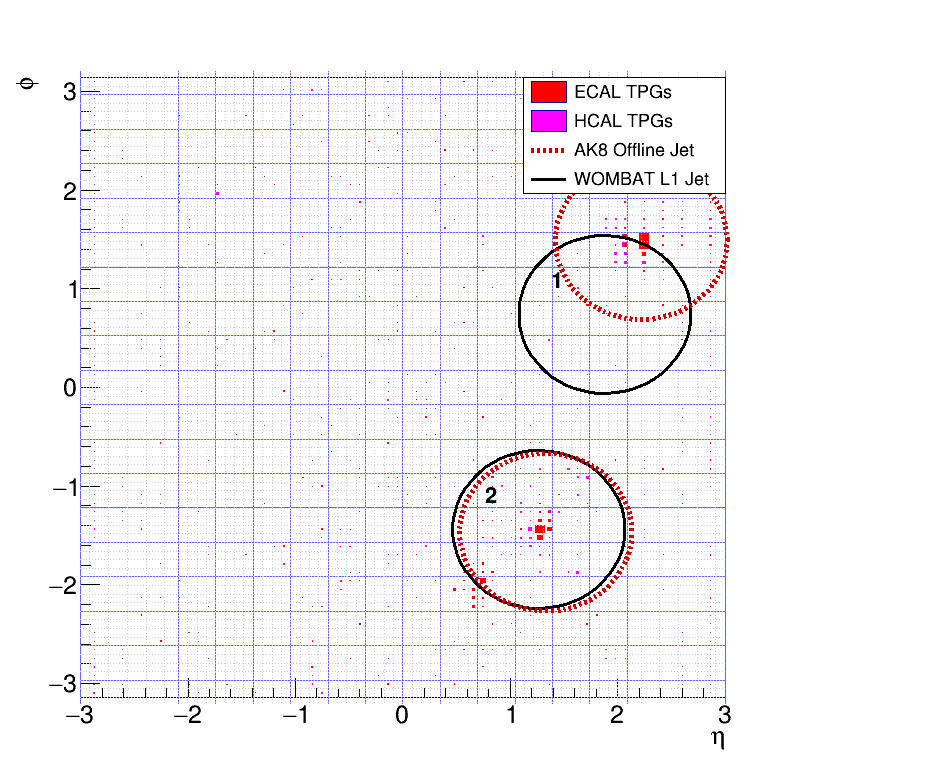 φ
3
ECAL TPGs
HCAL TPGs
AK8 Offline Jet
WOMBAT L1 Jet
2
1
1
0
−1
2
−2
−3
−3 −2 −1 0 1 2 3
η